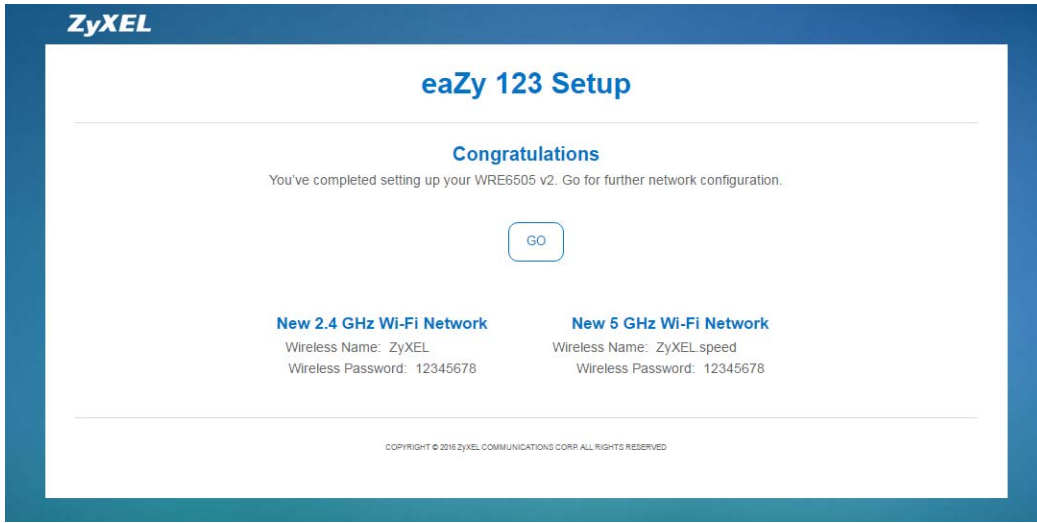 ZyXEL
eaZy 123 Setup
Congratulations
You've completed setting up your WRE6505 v2. Go for further network configuration.
GO
New 2.4 GHz Wi-Fi Network
Wireless Name: ZyXEL
Wireless Password: 12345678
New 5 GHz Wi-Fi Network
Wireless Name: ZyXEL.speed
Wireless Password: 12345678
COPYRIGHT © 2016 ZyXEL COMMUNICATIONS CORP. ALL RIGHTS RESERVED